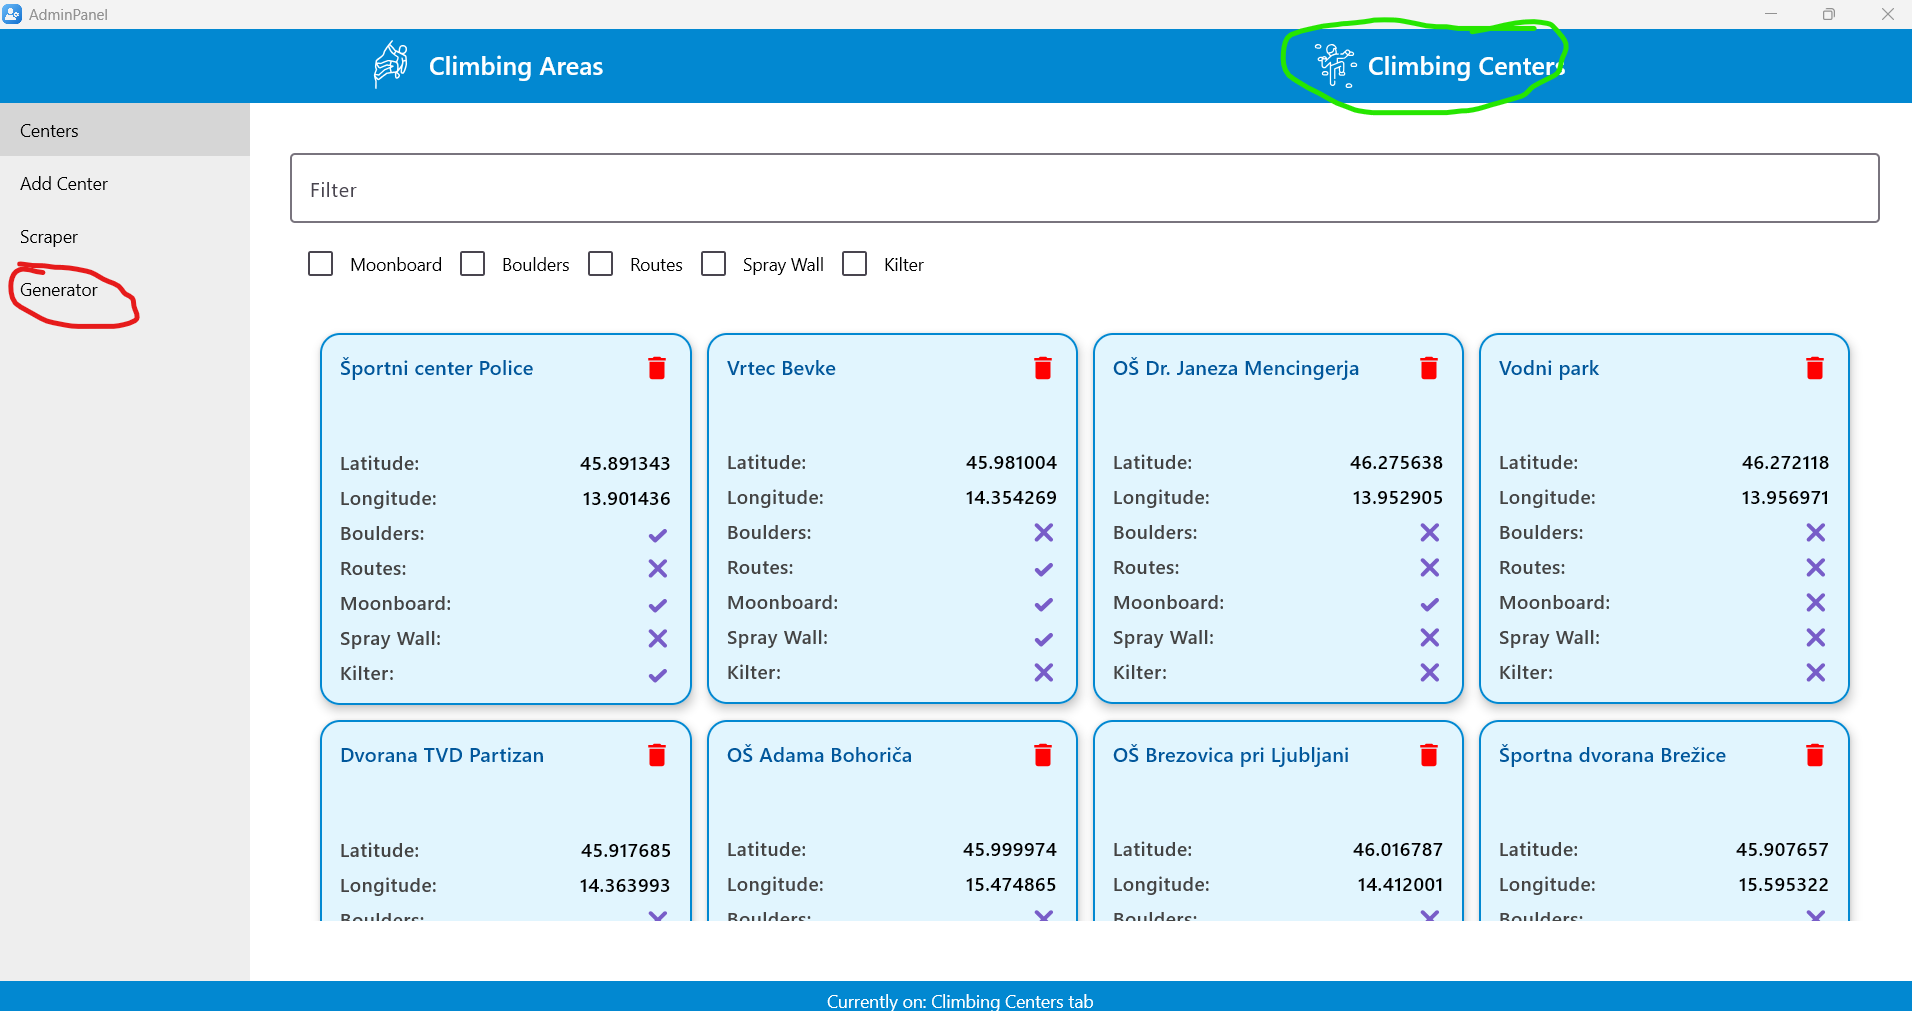 AdminPanel
Climbing Areas
Climbing Centers
Centers
Add Center
Scraper
Generator
Filter
Moonboard Boulders Routes Spray Wall Kilter
Športni center Police
Latitude: 45.891343
Longitude: 13.901436
Boulders:
Routes:
Moonboard:
Spray Wall:
Kilter:
Vrtec Bevke
Latitude: 45.981004
Longitude: 14.354269
Boulders:
Routes:
Moonboard:
Spray Wall:
Kilter:
OŠ Dr. Janeza Mencingerja
Latitude: 46.275638
Longitude: 13.952905
Boulders:
Routes:
Moonboard:
Spray Wall:
Kilter:
Vodni park
Latitude: 46.272118
Longitude: 13.956971
Boulders:
Routes:
Moonboard:
Spray Wall:
Kilter:
Dvorana TVD Partizan
Latitude: 45.917685
Longitude: 14.363993
Boulders:
OŠ Adama Bohoriča
Latitude: 45.999974
Longitude: 15.474865
Boulders:
OŠ Brezovica pri Ljubljani
Latitude: 46.016787
Longitude: 14.412001
Boulders:
Športna dvorana Brežice
Latitude: 45.907657
Longitude: 15.595322
Boulders:
Currently on: Climbing Centers tab